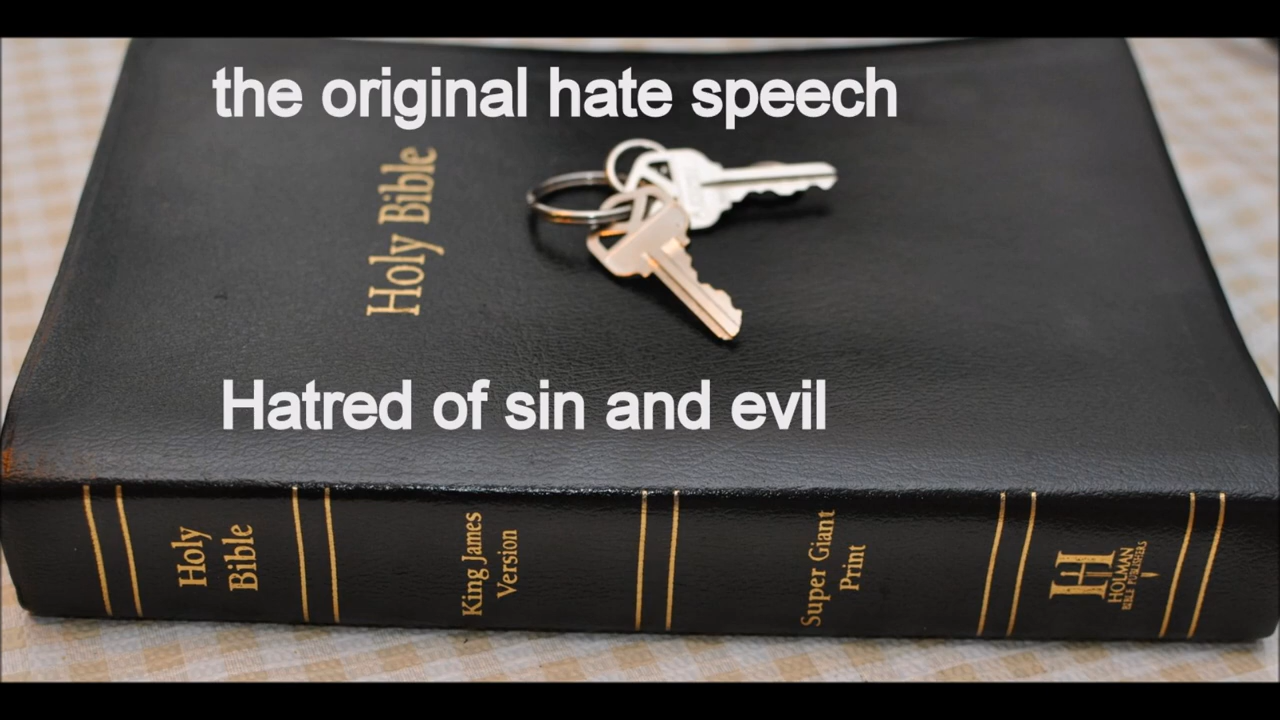 the original hate speech
Holy Bible
Hatred of sin and evil
Holy
Bible
King James
Version
Super Giant
Print
HOLMAN
BIBLE PUBLISHERS